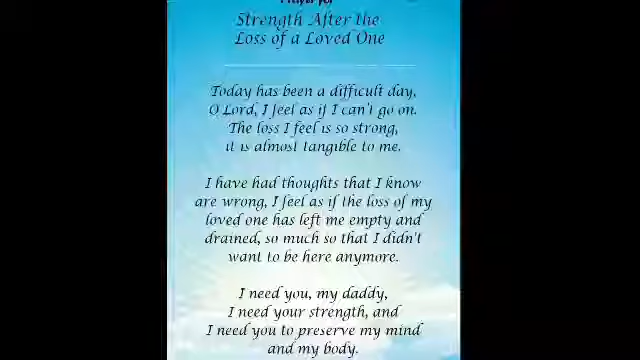 Prayer for
Strength After the
Loss of a Loved One
Today has been a difficult day,
O Lord, I feel as if I can't go on.
The loss I feel is so strong,
it is almost tangible to me.
I have had thoughts that I know
are wrong, I feel as if the loss of my
loved one has left me empty and
drained, so much so that I didn't
want to be here anymore.
I need you, my daddy,
I need your strength, and
I need you to preserve my mind
and my body.